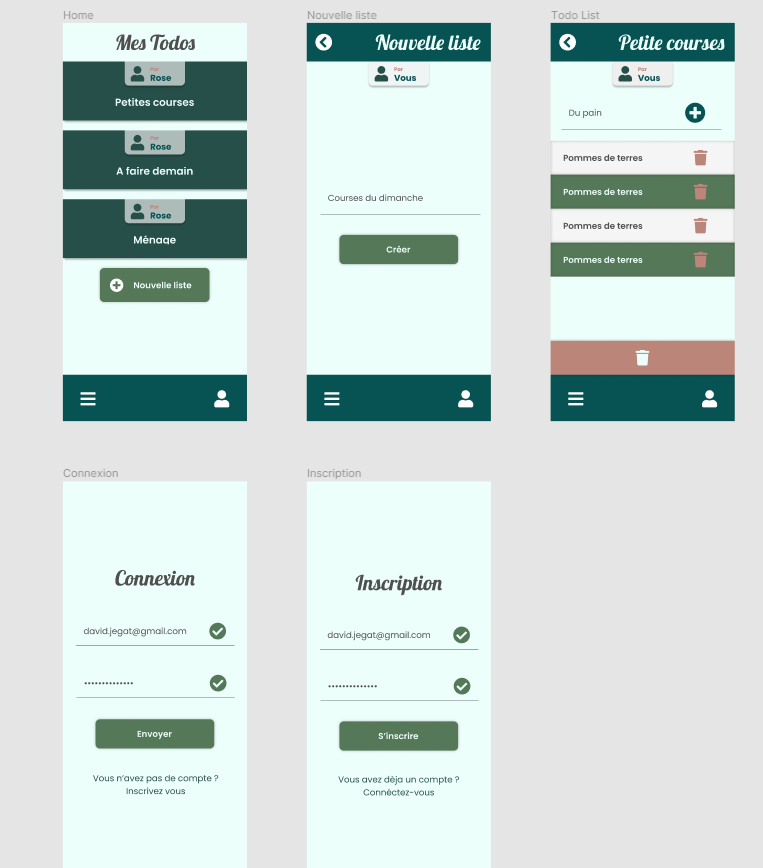 Home
Mes Todos
Par
Rose
Petites courses
Par
Rose
A faire demain
Par
Rose
Ménage
Nouvelle liste
Nouvelle liste
Nouvelle liste
Par
Vous
Courses du dimanche
Créer
Todo List
Petite courses
Par
Vous
Du pain
Pommes de terres
Pommes de terres
Pommes de terres
Pommes de terres
Connexion
Connexion
david.jegat@gmail.com
••••••••••••••
Envoyer
Vous n'avez pas de compte ?
Inscrivez vous
Inscription
Inscription
david.jegat@gmail.com
••••••••••••••
S'inscrire
Vous avez déja un compte ?
Connéctez-vous